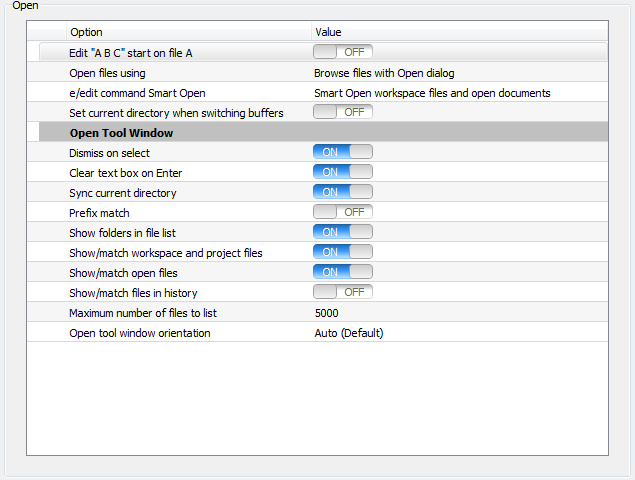 Open
Option Value
Edit "A B C" start on file A OFF
Open files using Browse files with Open dialog
e/edit command Smart Open Smart Open workspace files and open documents
Set current directory when switching buffers OFF
Open Tool Window
Dismiss on select ON
Clear text box on Enter ON
Sync current directory ON
Prefix match OFF
Show folders in file list ON
Show/match workspace and project files ON
Show/match open files ON
Show/match files in history OFF
Maximum number of files to list 5000
Open tool window orientation Auto (Default)